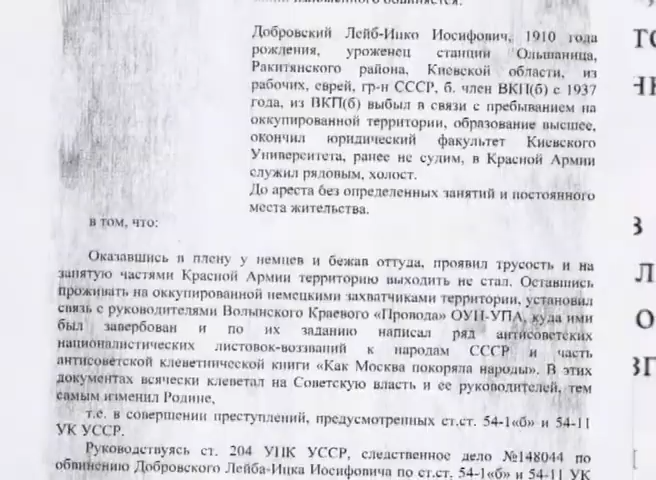 обвиняется:
Добровский Лейб-Ицко Иосифович, 1910 года
рождения, уроженец станции Ольшаница,
Ракитянского района, Киевской области, из
рабочих, еврей, гр-н СССР, б. член ВКП(б) с 1937
года, из ВКП(б) выбыл в связи с пребыванием на
оккупированной территории, образование высшее,
окончил юридический факультет Киевского
Университета, ранее не судим, в Красной Армии
служил рядовым, холост.
До ареста без определенных занятий и постоянного
места жительства.
в том, что:
Оказавшись в плену у немцев и бежав оттуда, проявил трусость и на
занятую частями Красной Армии территорию выходить не стал. Оставшись
проживать на оккупированной немецкими захватчиками территории, установил
связь с руководителями Волынского Краевого «Провода» ОУН-УПА, куда ими
был завербован и по их заданию написал ряд антисоветских
националистических листовок-воззваний к народам СССР и часть
антисоветской клеветнической книги «Как Москва покоряла народы». В этих
документах всячески клеветал на Советскую власть и ее руководителей, тем
самым изменил Родине,
т.е. в совершении преступлений, предусмотренных ст.ст. 54-1«б» и 54-11
УК УССР.
Руководствуясь ст. 204 УПК УССР, следственное дело №148044 по
обвинению Добровского Лейба-Ицка Иосифовича по ст.ст. 54-1«б» и 54-11 УК